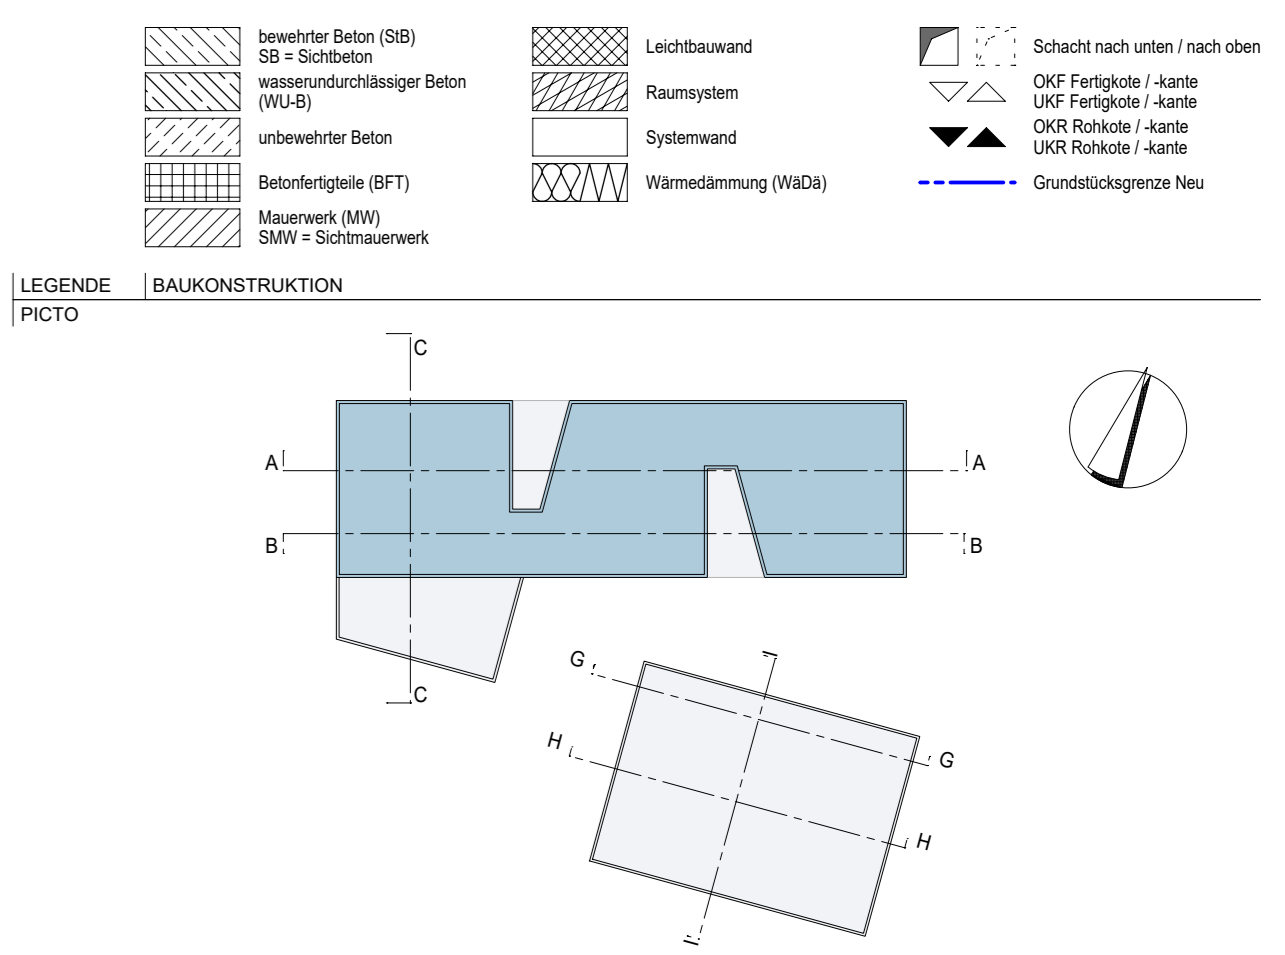 bewehrter Beton (StB)
SB = Sichtbeton
wasserundurchlässiger Beton
(WU-B)
unbewehrter Beton
Betonfertigteile (BFT)
Mauerwerk (MW)
SMW = Sichtmauerwerk
Leichtbauwand
Raumsystem
Systemwand
Wärmedämmung (WäDä)
Schacht nach unten / nach oben
OKF Fertigkote / -kante
UKF Fertigkote / -kante
OKR Rohkote / -kante
UKR Rohkote / -kante
Grundstücksgrenze Neu
LEGENDE
BAUKONSTRUKTION
PICTO
C
A
A
B
B
C
G
I
H
G
H
I'